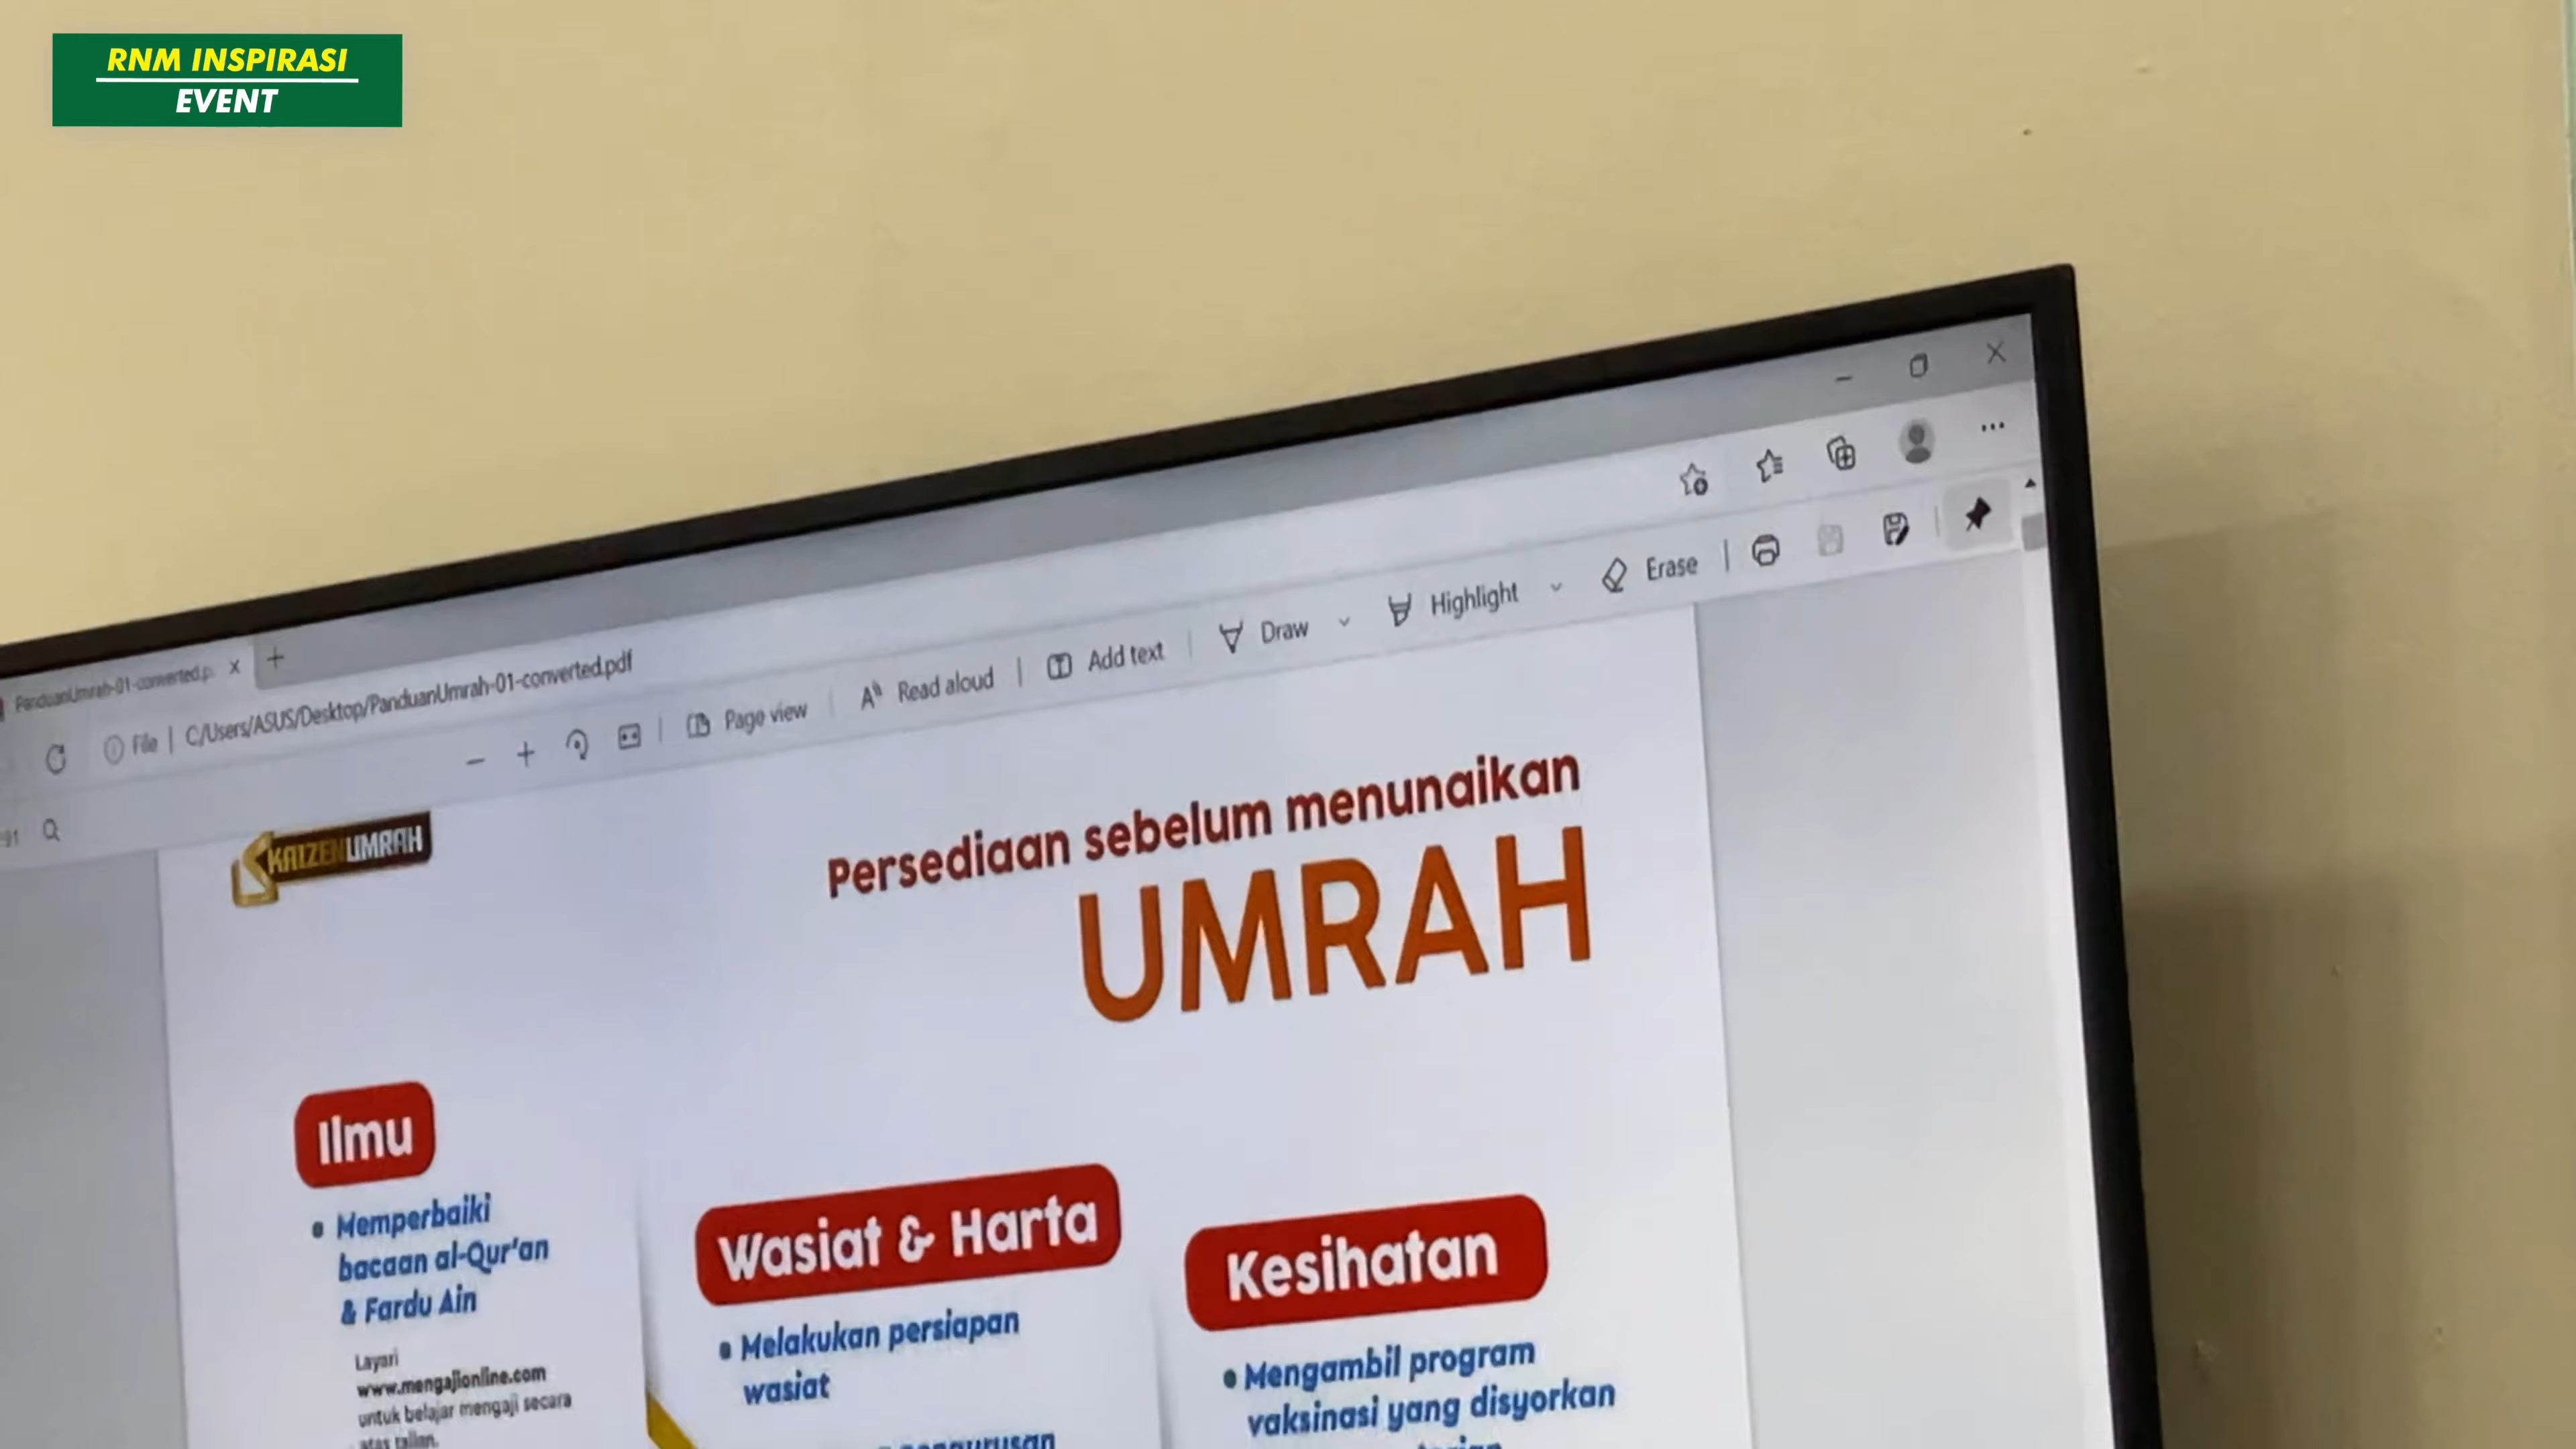 RNM INSPIRASI
EVENT
PanduanUmrah-01-converted.p
File | C:/Users/ASUS/Desktop/PanduanUmrah-01-converted.pdf
Page view
Read aloud
Add text
Draw
Highlight
Erase
KAIZENUMRAH
Persediaan sebelum menunaikan
UMRAH
Ilmu
• Memperbaiki
bacaan al-Qur'an
& Fardu Ain
Layari
www.mengajionline.com
untuk belajar mengaji secara
atas talian.
Wasiat & Harta
• Melakukan persiapan
wasiat
Kesihatan
• Mengambil program
vaksinasi yang disyorkan